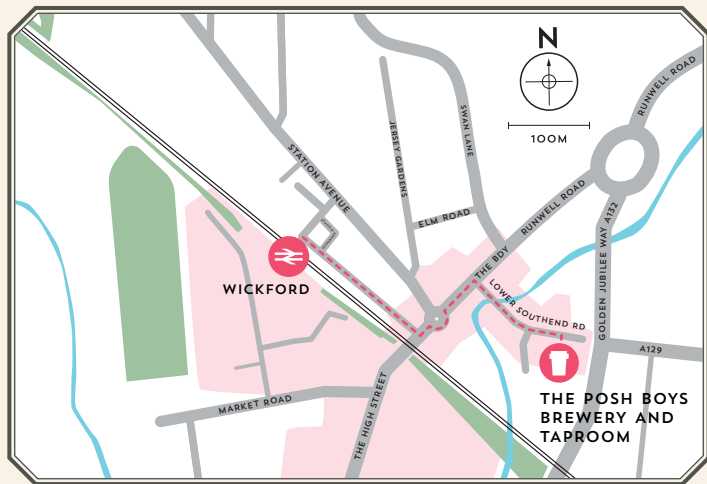 N
100M
RUNWELL ROAD
SWAN LANE
JERSEY GARDENS
STATION AVENUE
ELM ROAD
RUNWELL ROAD
THE BDY
GOLDEN JUBILEE WAY A132
WICKFORD
LOWER SOUTHEND RD
A129
MARKET ROAD
THE HIGH STREET
THE POSH BOYS
BREWERY AND
TAPROOM